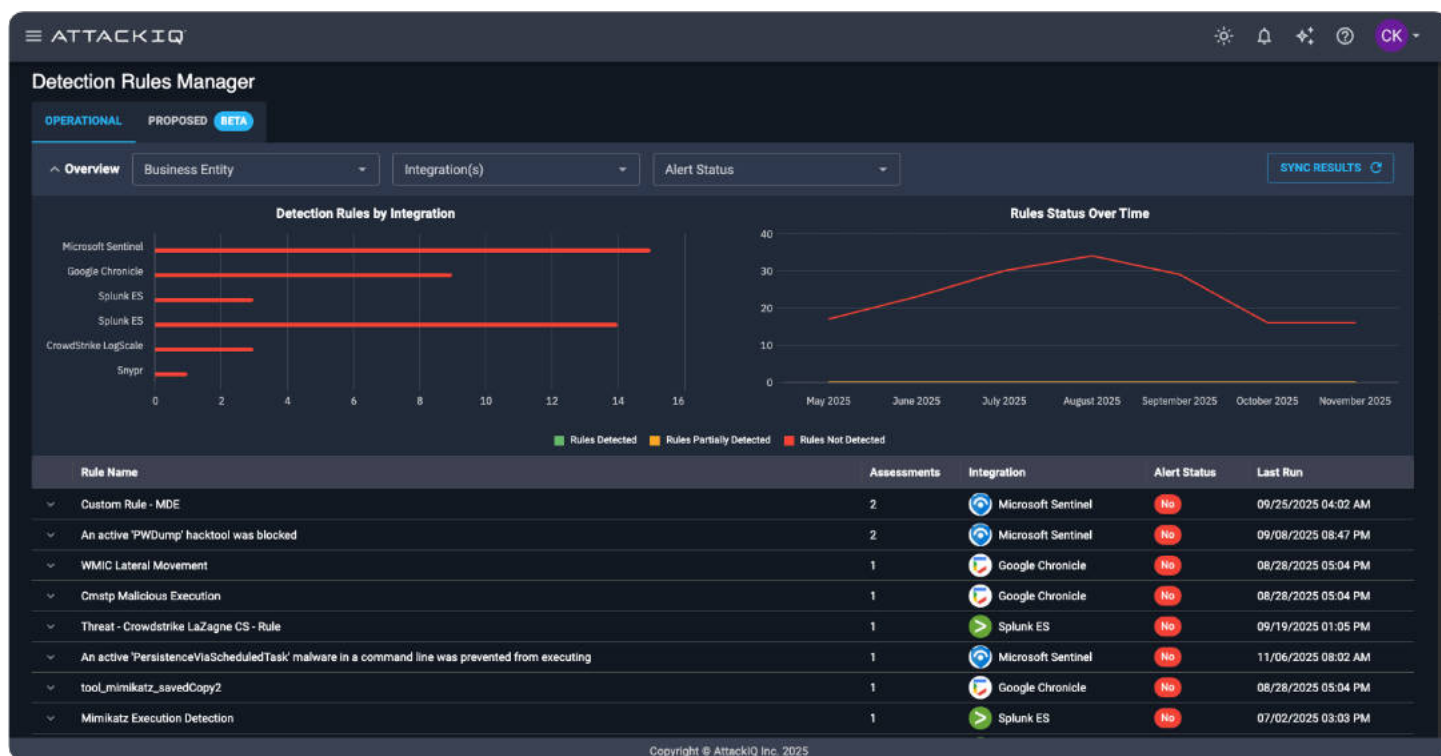 ATTACKIQ
CK
Detection Rules Manager
OPERATIONAL PROPOSED BETA
Overview Business Entity Integration(s) Alert Status SYNC RESULTS
Detection Rules by Integration
Microsoft Sentinel
Google Chronicle
Splunk ES
Splunk ES
CrowdStrike LogScale
Snypr
0 2 4 6 8 10 12 14 16
Rules Status Over Time
40
30
20
10
0
May 2025 June 2025 July 2025 August 2025 September 2025 October 2025 November 2025
Rules Detected Rules Partially Detected Rules Not Detected
Rule Name Assessments Integration Alert Status Last Run
Custom Rule - MDE 2 Microsoft Sentinel No 09/25/2025 04:02 AM
An active 'PWDump' hacktool was blocked 2 Microsoft Sentinel No 09/08/2025 08:47 PM
WMIC Lateral Movement 1 Google Chronicle No 08/28/2025 05:04 PM
Cmstp Malicious Execution 1 Google Chronicle No 08/28/2025 05:04 PM
Threat - Crowdstrike LaZagne CS - Rule 1 Splunk ES No 09/19/2025 01:05 PM
An active 'PersistenceViaScheduledTask' malware in a command line was prevented from executing 1 Microsoft Sentinel No 11/06/2025 08:02 AM
tool_mimikatz_savedCopy2 1 Google Chronicle No 08/28/2025 05:04 PM
Mimikatz Execution Detection 1 Splunk ES No 07/02/2025 03:03 PM
Copyright © AttackIQ Inc. 2025